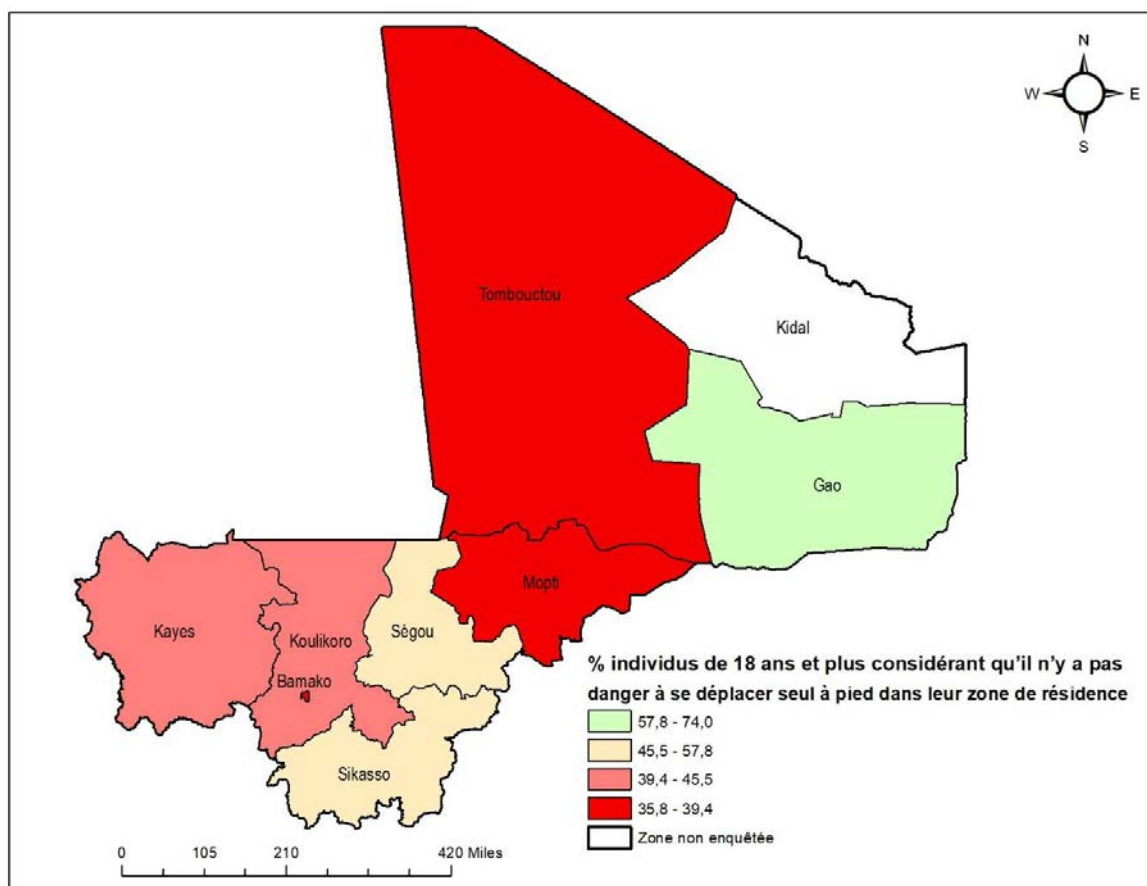 N
W E
S
Tombouctou
Kidal
Gao
Mopti
Kayes
Koulikoro
Ségou
Bamako
Sikasso
% individus de 18 ans et plus considérant qu'il n'y a pas
danger à se déplacer seul à pied dans leur zone de résidence
57,8 - 74,0
45,5 - 57,8
39,4 - 45,5
35,8 - 39,4
Zone non enquêtée
0 105 210 420 Miles